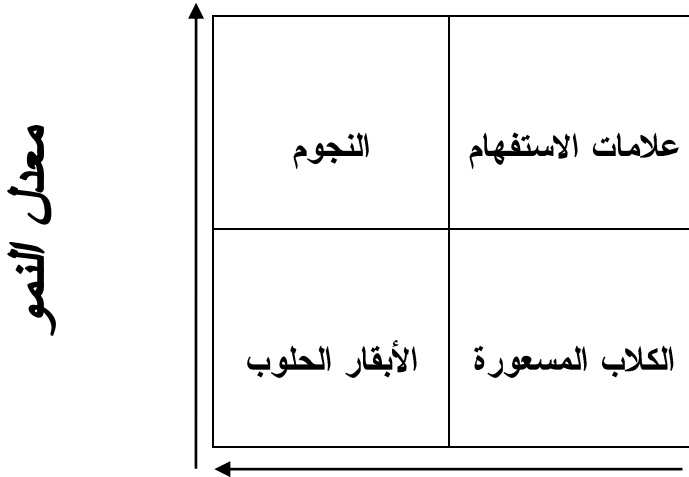 علامات الاستفهام
النجوم
معدل النمو
الكلاب المسعورة
الأبقار الحلوب